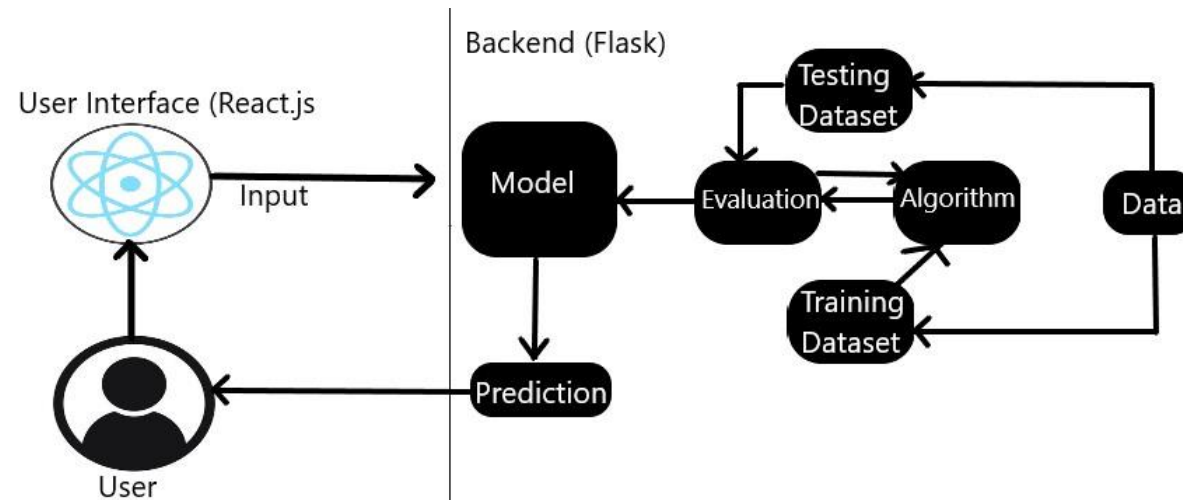 Backend (Flask)
User Interface (React.js
Input
Model
Testing
Dataset
Evaluation
Algorithm
Data
Training
Dataset
Prediction
User